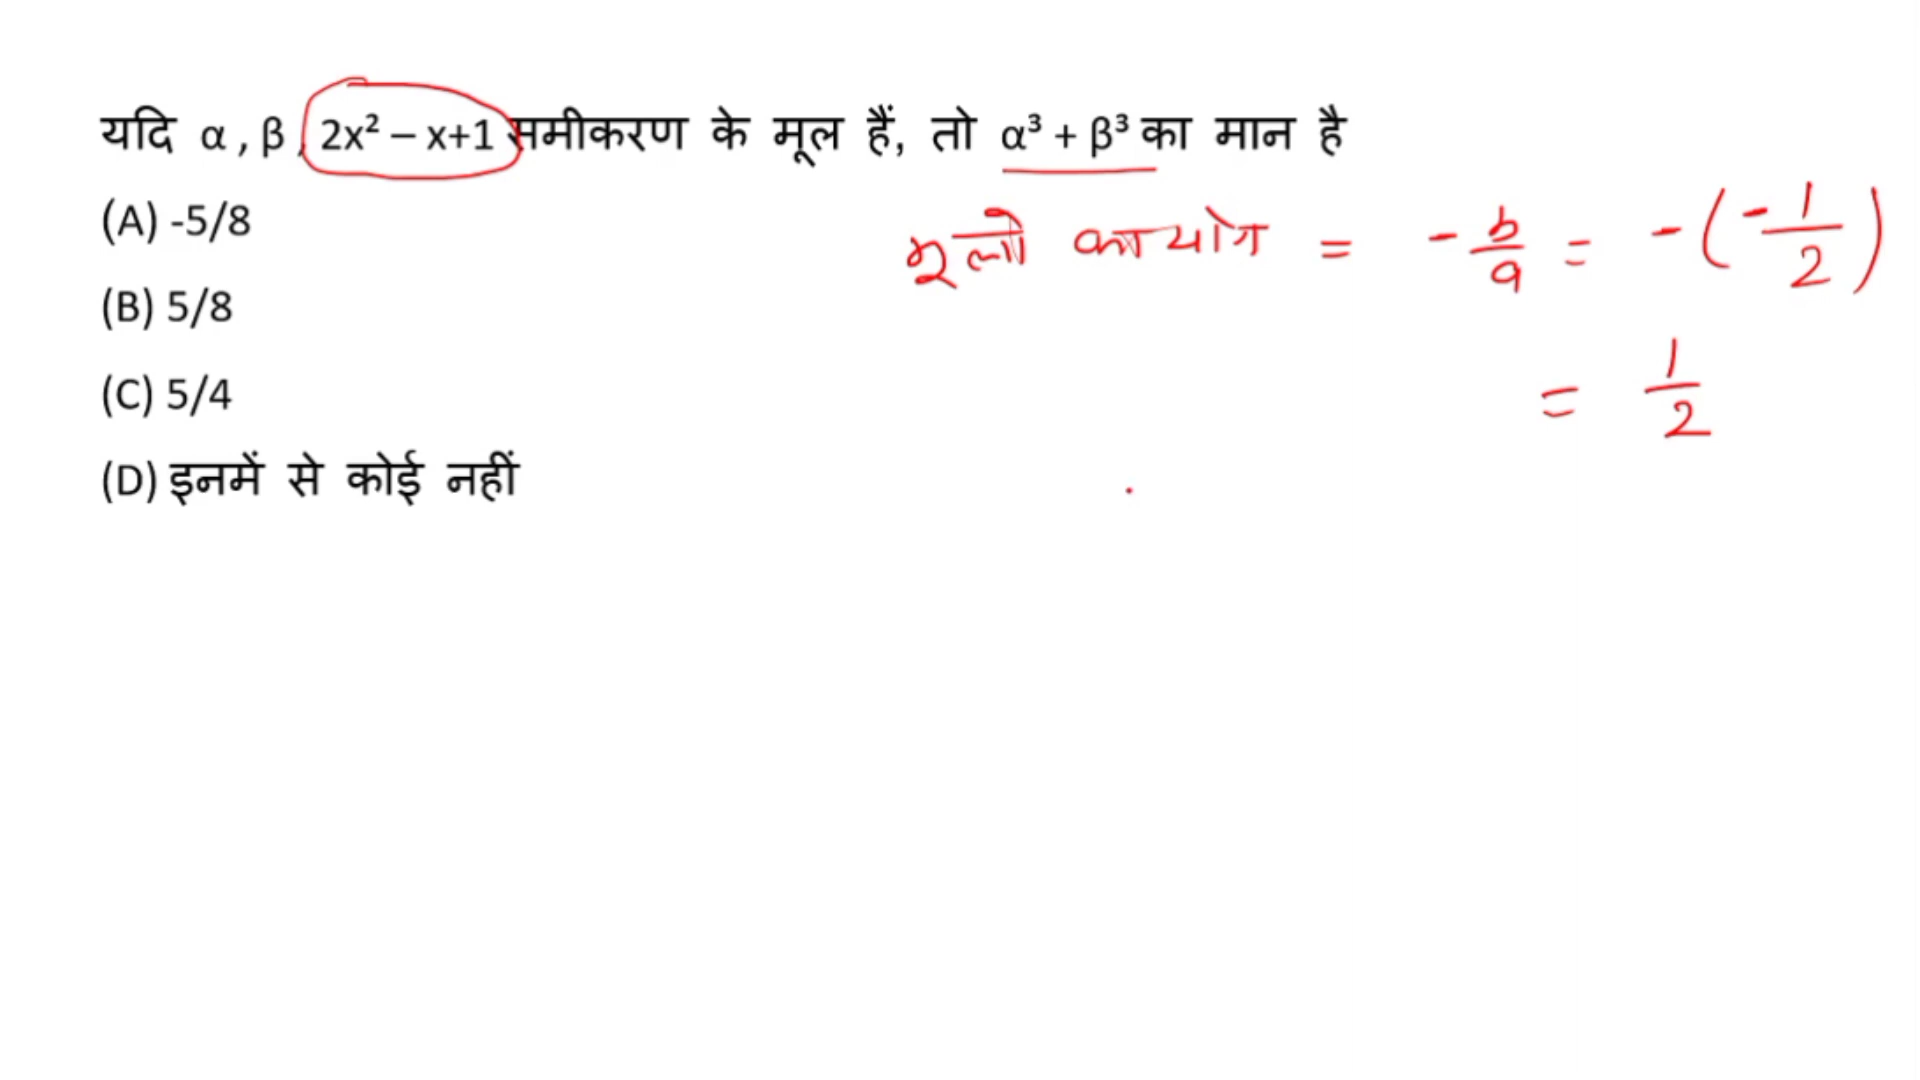 यदि α , β , 2x² – x+1 समीकरण के मूल हैं, तो α³ + β³ का मान है
(A) -5/8
मूलो का योग = - b/a = - (- 1/2)
(B) 5/8
(C) 5/4
= 1/2
(D) इनमें से कोई नहीं